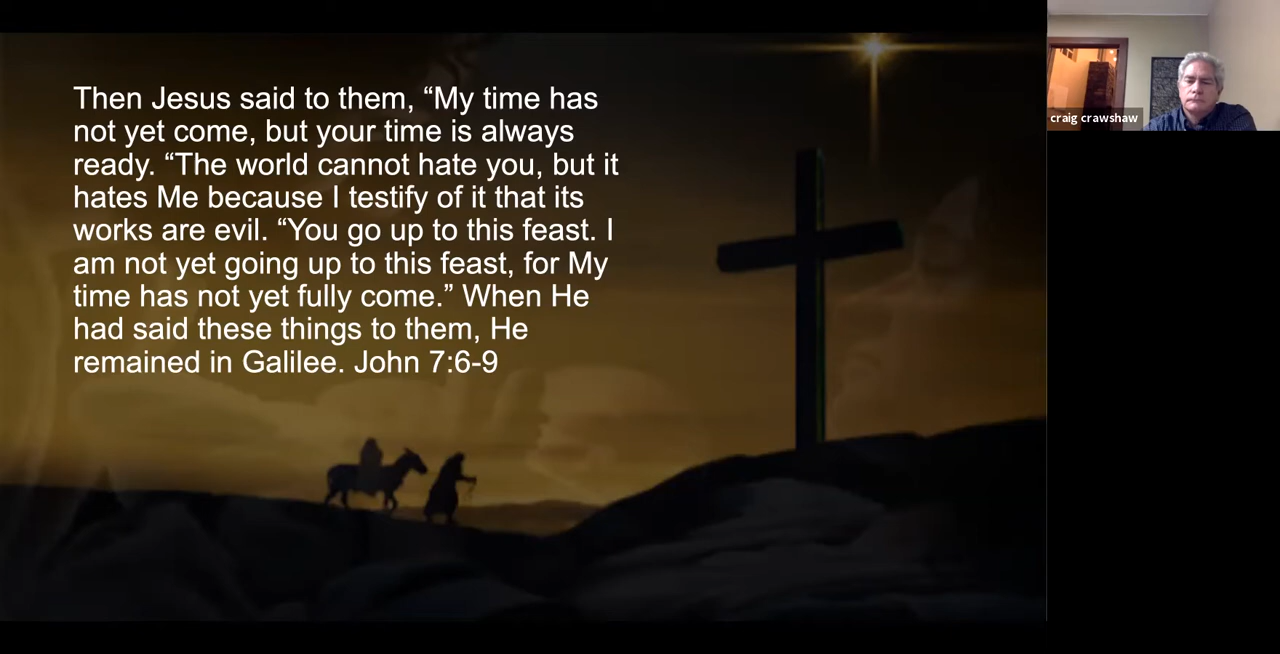 Then Jesus said to them, “My time has
not yet come, but your time is always
ready. “The world cannot hate you, but it
hates Me because I testify of it that its
works are evil. “You go up to this feast. I
am not yet going up to this feast, for My
time has not yet fully come.” When He
had said these things to them, He
remained in Galilee. John 7:6-9
craig crawshaw